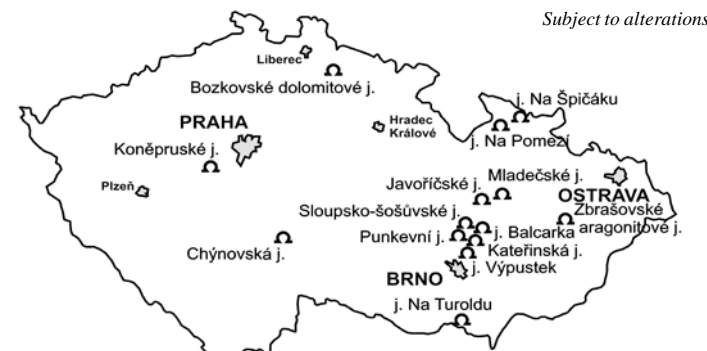 Subject to alterations
Liberec
Bozkovské dolomitové j.
j. Na Špičáku
PRAHA
Hradec
Králové
j. Na Pomezí
Koněpruské j.
Plzeň
Javoříčské j.
Mladečské j.
OSTRAVA
Sloupsko-šošůvské j.
Zbrašovské
aragonitové j.
Punkevní j.
j. Balcarka
Chýnovská j.
Kateřinská j.
j. Výpustek
BRNO
j. Na Turoldu